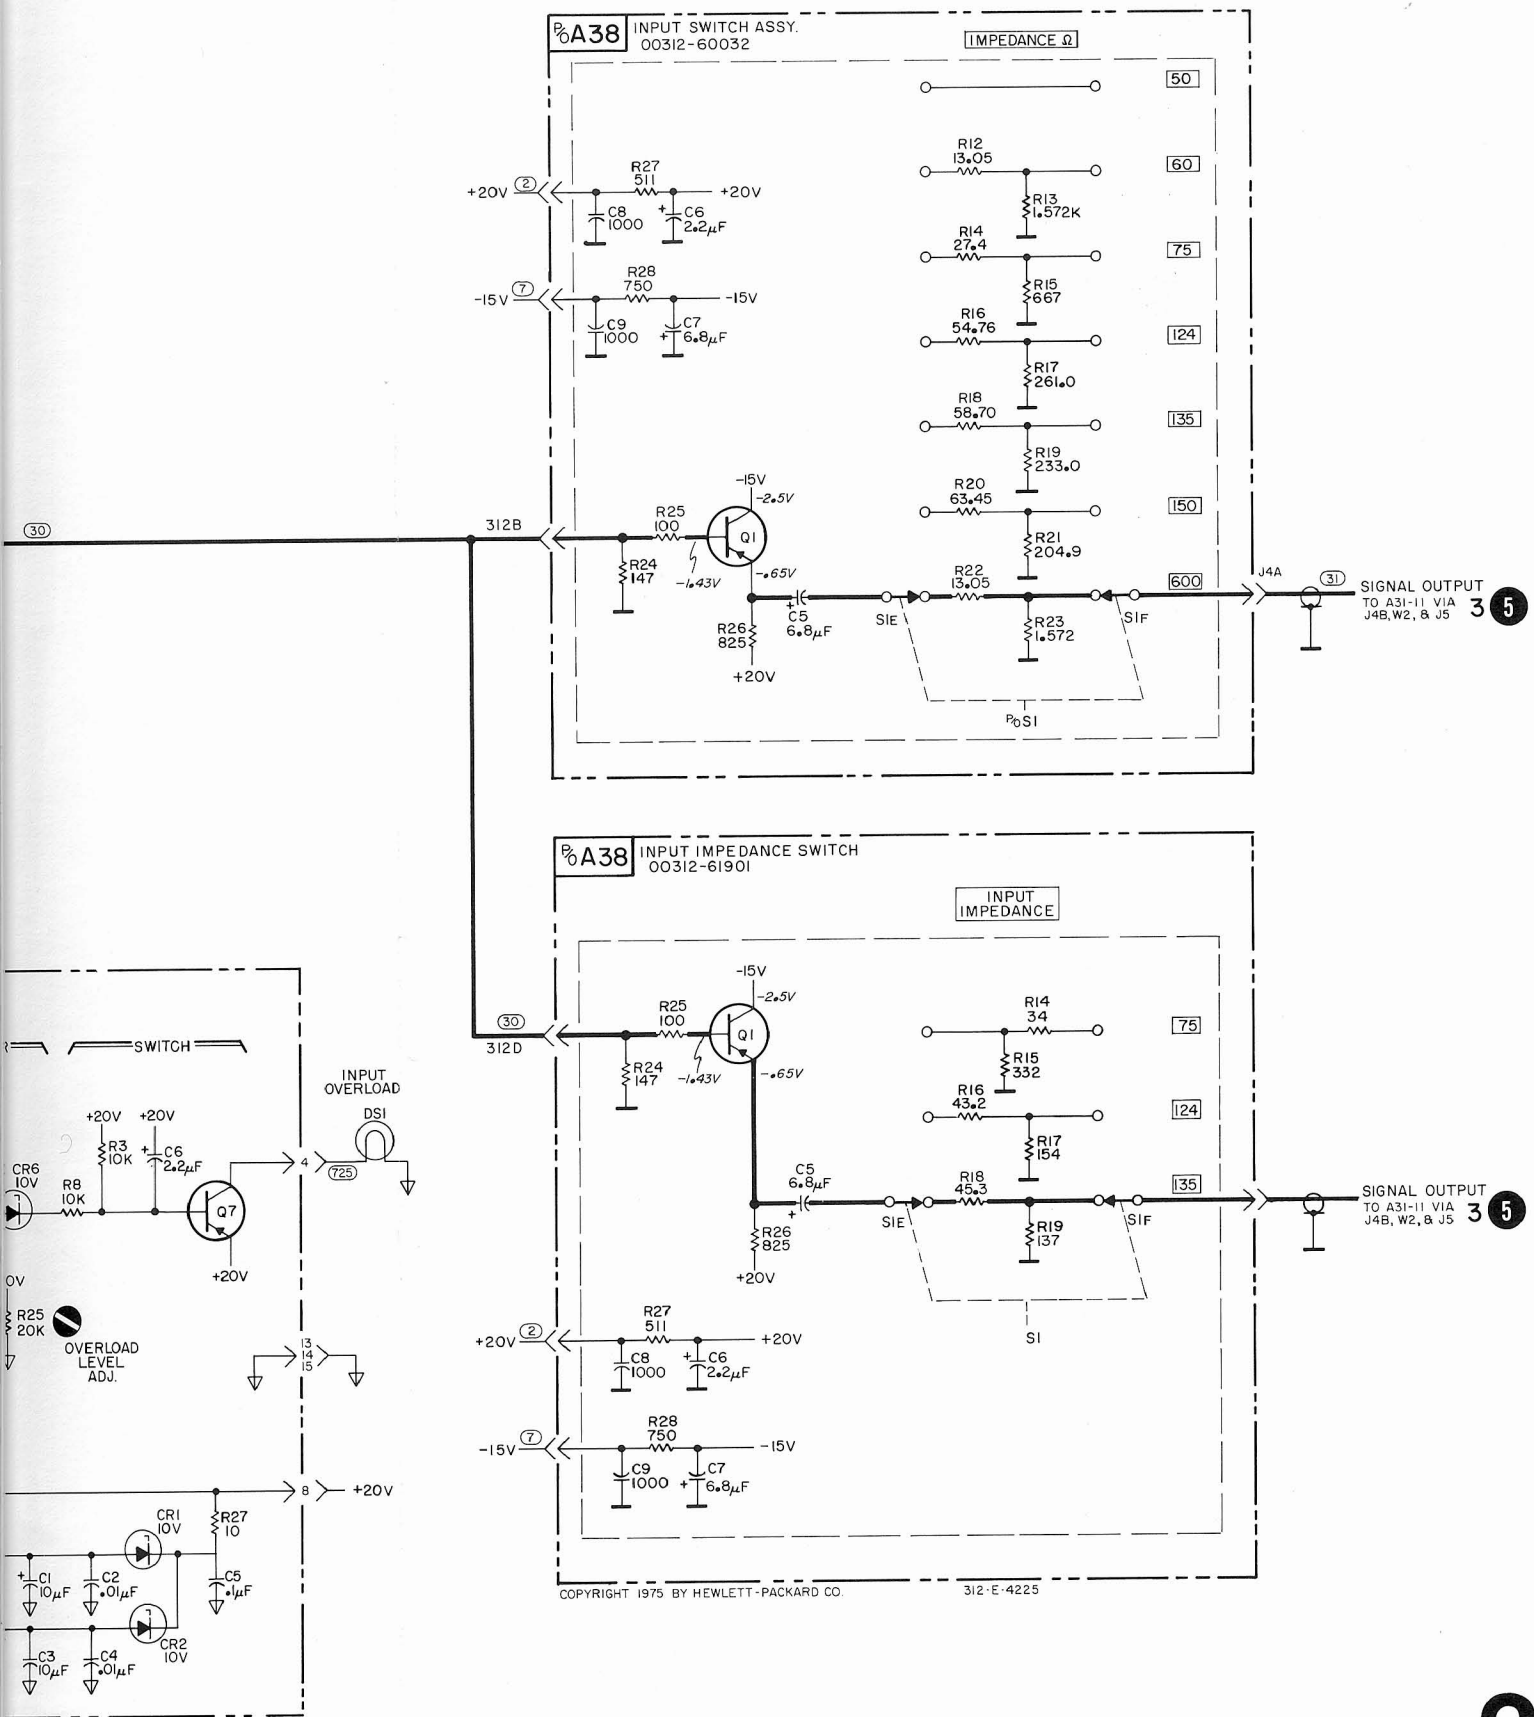 P/O A38 INPUT SWITCH ASSY.
00312-60032
IMPEDANCE Ω
50
R12
13.05
60
R13
1.572K
+20V 2
R27
511
+20V
C8
1000
+ C6
2.2μF
R14
27.4
75
R15
667
-15V 7
R28
750
-15V
C9
1000
C7
+ 6.8μF
R16
54.76
124
R17
261.0
R18
58.70
135
R19
233.0
R20
63.45
150
R21
204.9
30
312B
R25
100
-15V
-2.5V
Q1
R24
147
-1.43V
-.65V
R22
13.05
600
R23
1.572
J4A
31
SIGNAL OUTPUT
TO A31-11 VIA
J4B, W2, & J5
3 5
R26
825
+20V
+
C5
6.8μF
S1E
S1F
P/O S1
P/O A38 INPUT IMPEDANCE SWITCH
00312-61901
INPUT
IMPEDANCE
30
312D
R25
100
-15V
-2.5V
Q1
R24
147
-1.43V
-.65V
R14
34
75
R15
332
R16
43.2
124
R17
154
C5
6.8μF
+
R18
45.3
135
R19
137
S1E
S1F
S1
R26
825
+20V
SIGNAL OUTPUT
TO A31-11 VIA
J4B, W2, & J5
3 5
+20V 2
R27
511
+20V
C8
1000
+ C6
2.2μF
-15V 7
R28
750
-15V
C9
1000
C7
+ 6.8μF
COPYRIGHT 1975 BY HEWLETT-PACKARD CO.
312-E-4225
SWITCH
INPUT
OVERLOAD
DS1
+20V +20V
R3
10K
+ C6
2.2μF
4
725
CR6
10V
R8
10K
Q7
+20V
0V
R25
20K
OVERLOAD
LEVEL
ADJ.
13
14
15
8 +20V
CR1
10V
R27
10
+ C1
10μF
C2
.01μF
C5
.1μF
CR2
10V
C3
10μF
C4
.01μF